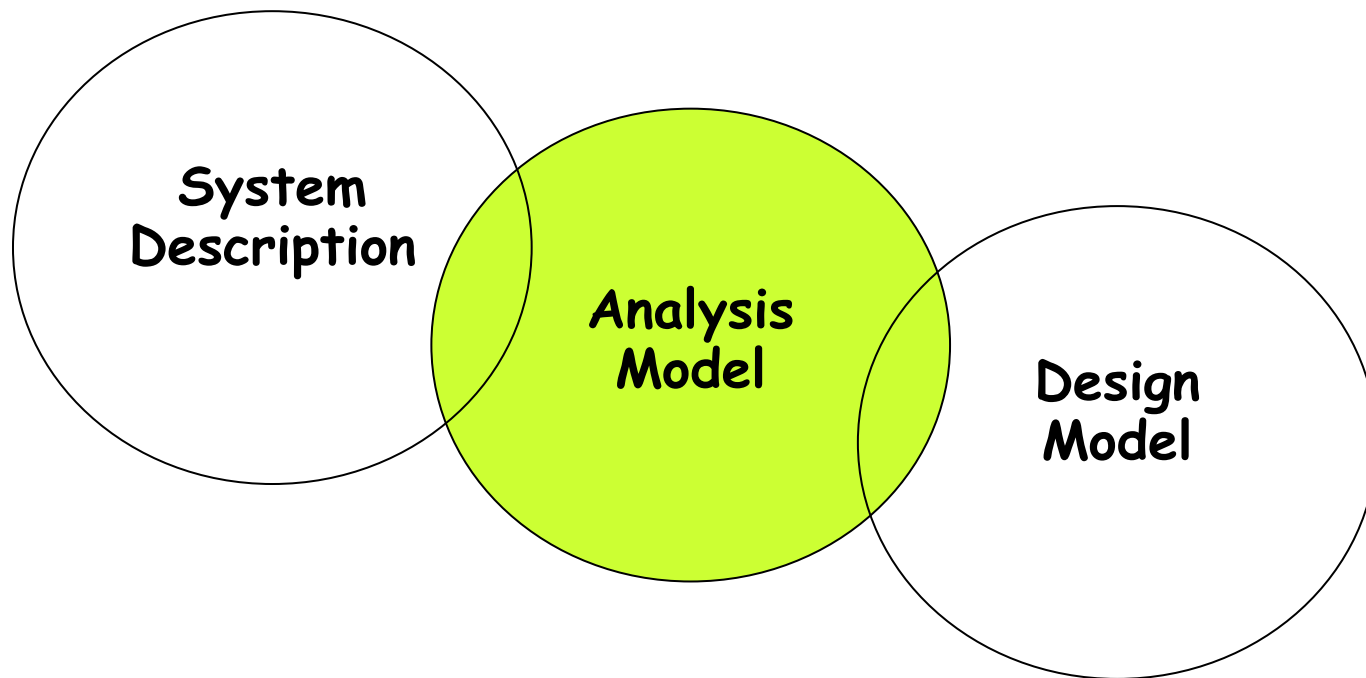 System
Description
Analysis
Model
Design
Model